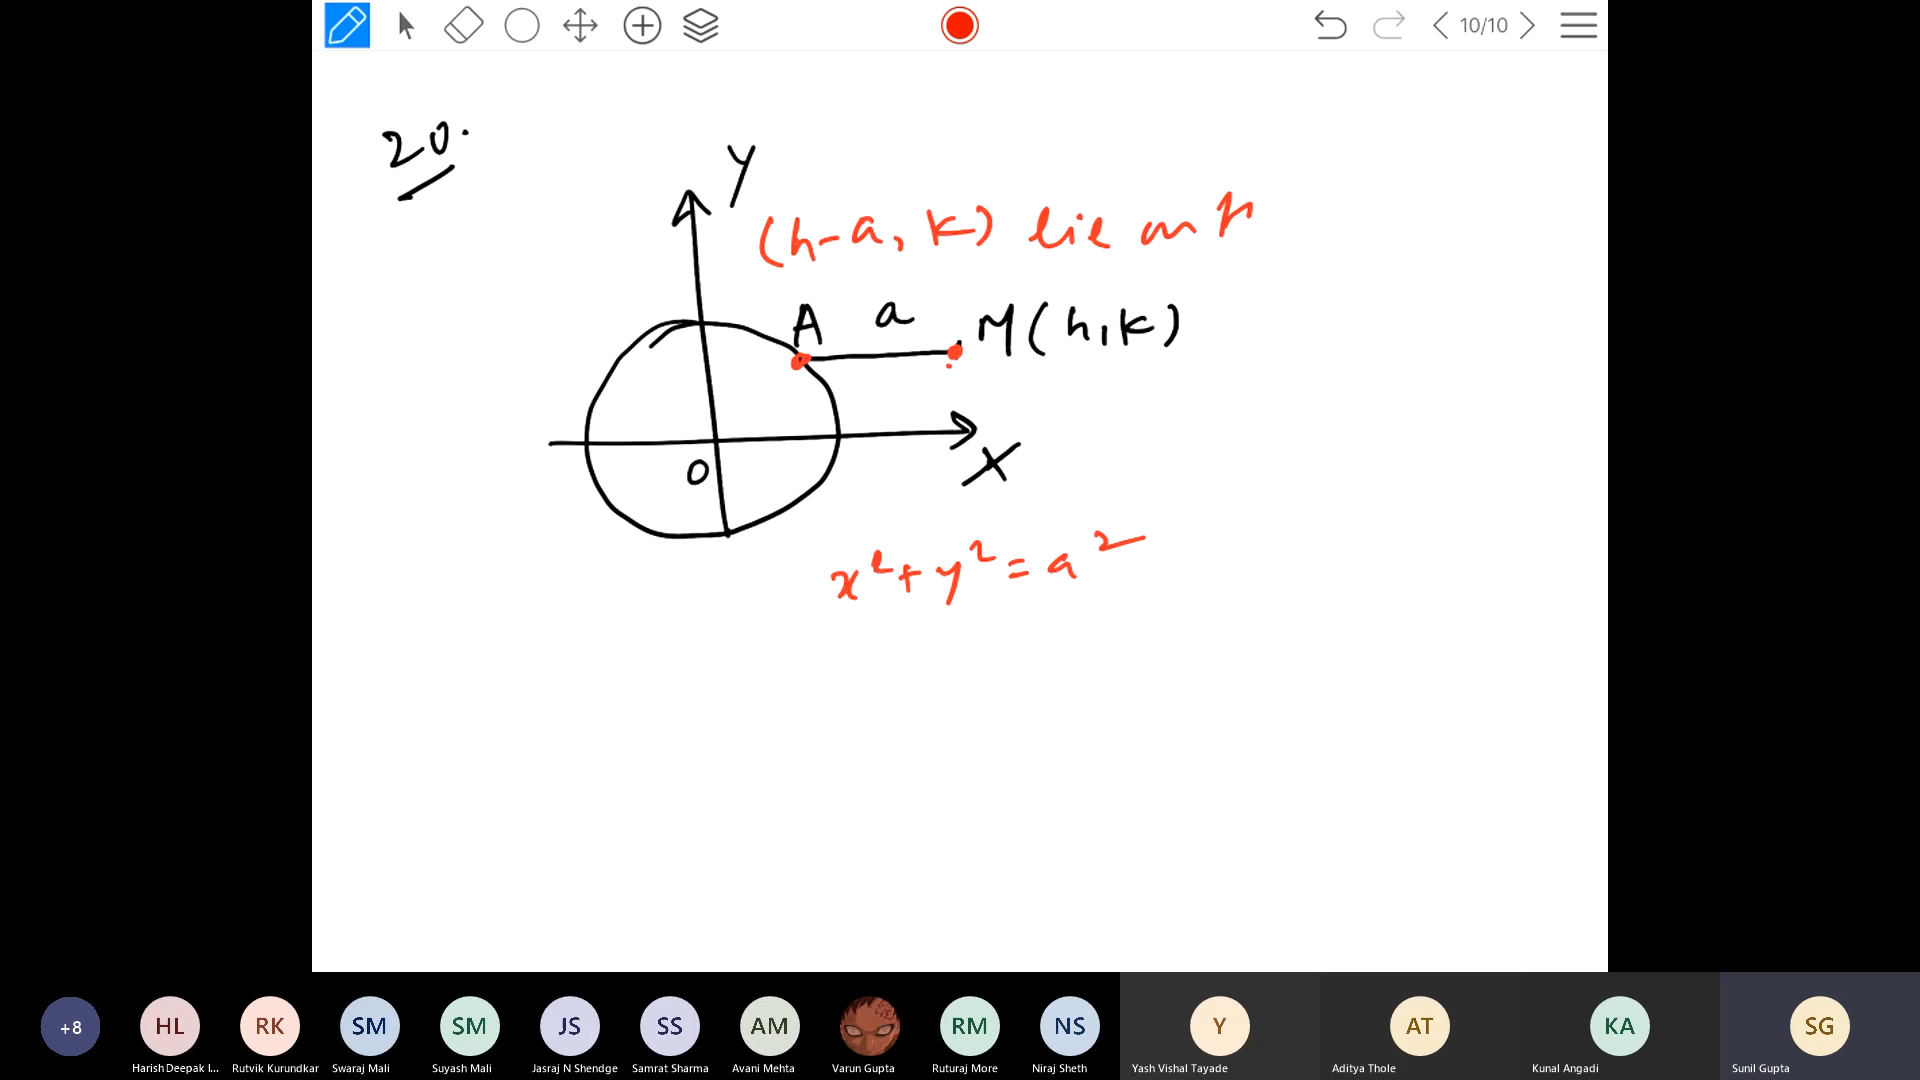 10/10
20.
Y
(h-a, k) lie on
A a M(h,k)
O
X
x²+y²=a²
+8 HL RK SM SM JS SS AM RM NS Y AT KA SG
Harish Deepak I... Rutvik Kurundkar Swaraj Mali Suyash Mali Jasraj N Shendge Samrat Sharma Avani Mehta Varun Gupta Ruturaj More Niraj Sheth Yash Vishal Tayade Aditya Thole Kunal Angadi Sunil Gupta